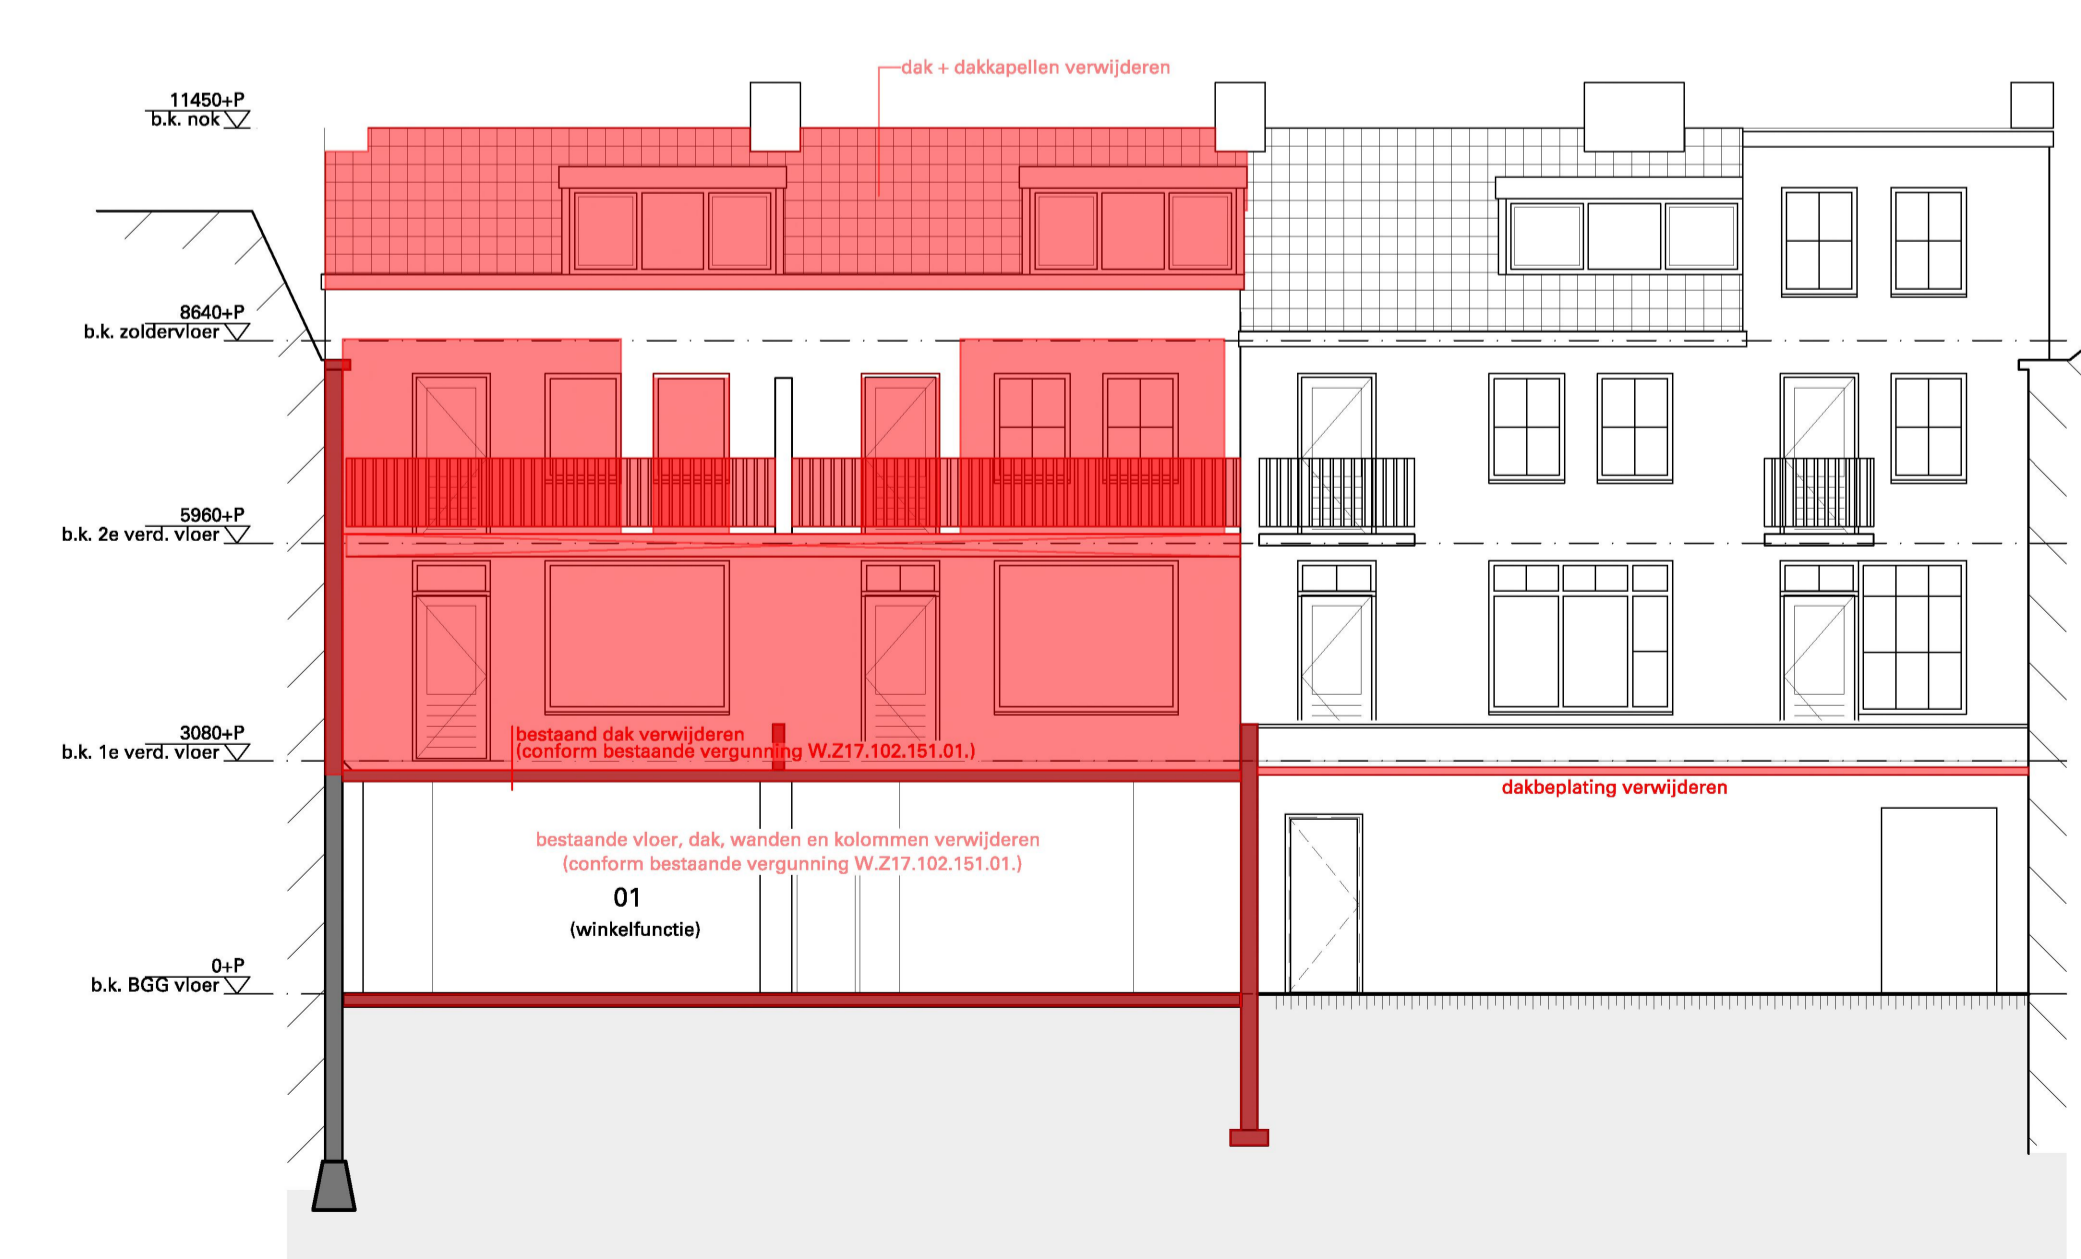 dak + dakkapellen verwijderen
11450+P
b.k. nok
8640+P
b.k. zoldervloer
5960+P
b.k. 2e verd. vloer
3080+P
b.k. 1e verd. vloer
bestaand dak verwijderen
(conform bestaande vergunning W.Z17.102.151.01.)
dakbeplating verwijderen
bestaande vloer, dak, wanden en kolommen verwijderen
(conform bestaande vergunning W.Z17.102.151.01.)
01
(winkelfunctie)
0+P
b.k. BGG vloer